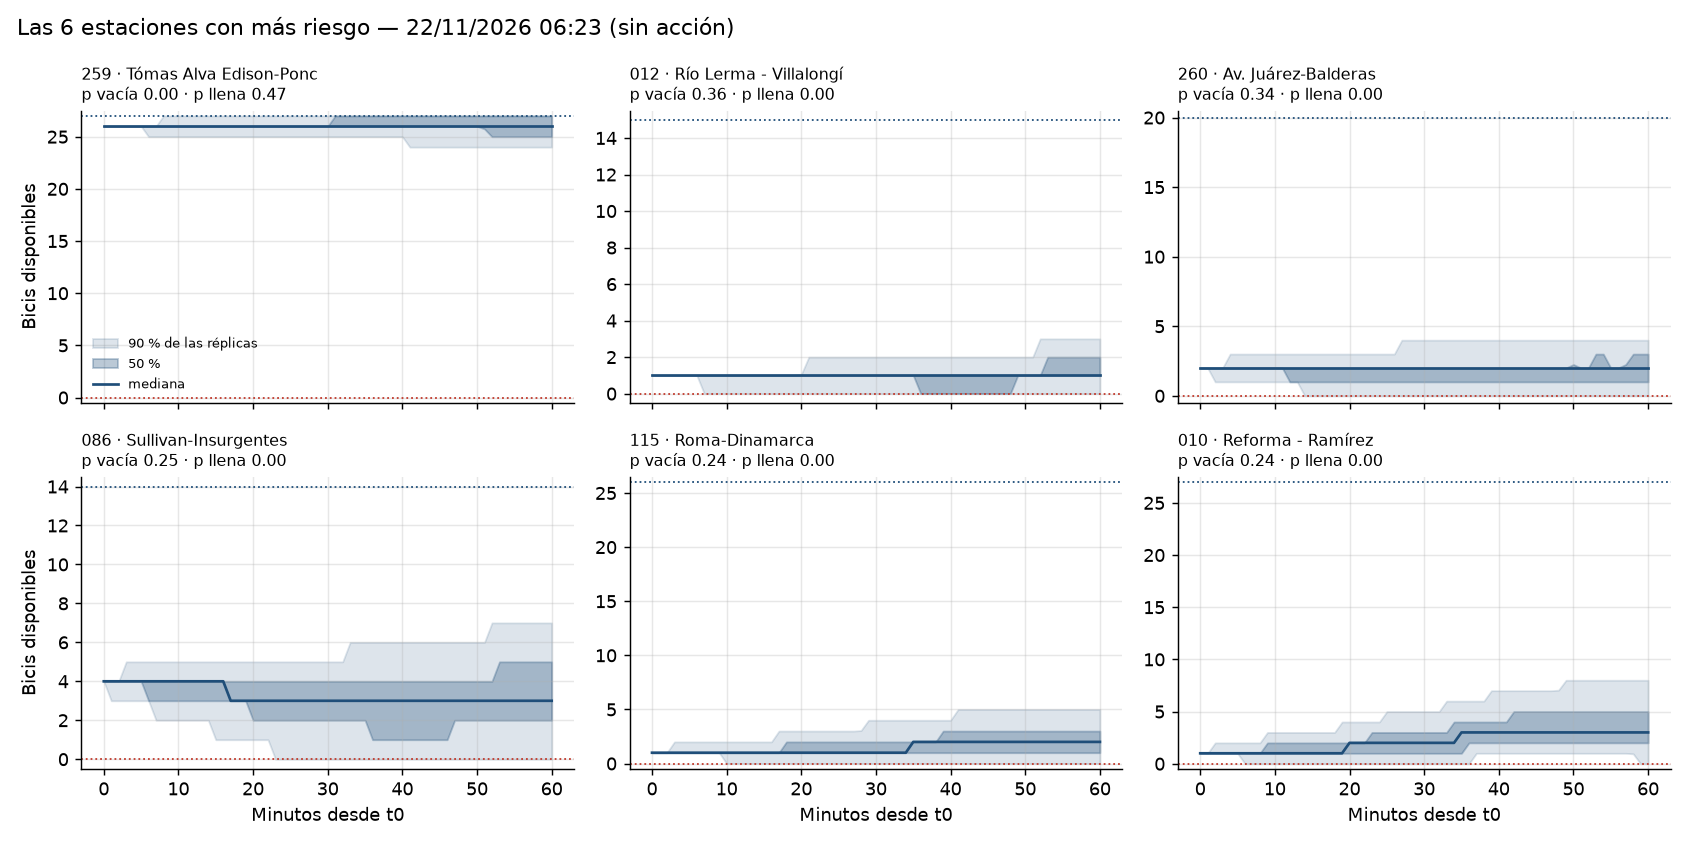 Las 6 estaciones con más riesgo — 22/11/2026 06:23 (sin acción)
259 · Tómas Alva Edison-Ponc
p vacía 0.00 · p llena 0.47
25
20
15
10
5
0
Bicis disponibles
90 % de las réplicas
50 %
mediana
012 · Río Lerma - Villalongí
p vacía 0.36 · p llena 0.00
14
12
10
8
6
4
2
0
260 · Av. Juárez-Balderas
p vacía 0.34 · p llena 0.00
20
15
10
5
0
086 · Sullivan-Insurgentes
p vacía 0.25 · p llena 0.00
14
12
10
8
6
4
2
0
Bicis disponibles
0 10 20 30 40 50 60
Minutos desde t0
115 · Roma-Dinamarca
p vacía 0.24 · p llena 0.00
25
20
15
10
5
0
0 10 20 30 40 50 60
Minutos desde t0
010 · Reforma - Ramírez
p vacía 0.24 · p llena 0.00
25
20
15
10
5
0
0 10 20 30 40 50 60
Minutos desde t0